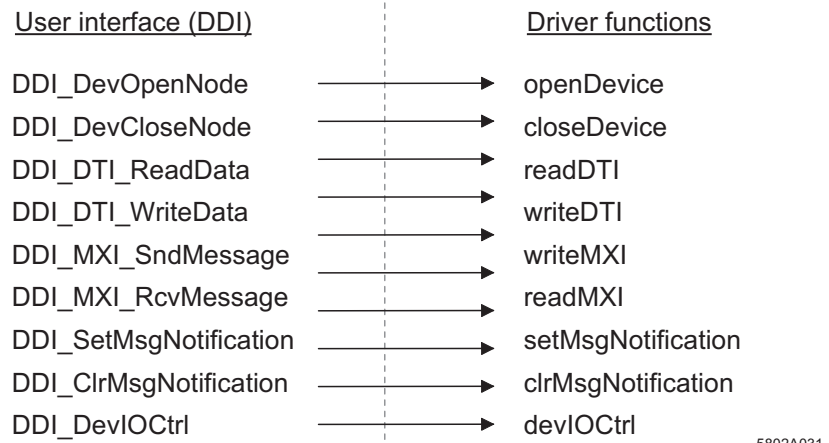 User interface (DDI) Driver functions
DDI_DevOpenNode openDevice
DDI_DevCloseNode closeDevice
DDI_DTI_ReadData readDTI
DDI_DTI_WriteData writeDTI
DDI_MXI_SndMessage writeMXI
DDI_MXI_RcvMessage readMXI
DDI_SetMsgNotification setMsgNotification
DDI_ClrMsgNotification clrMsgNotification
DDI_DevIOCtrl devIOCtrl
5802A031